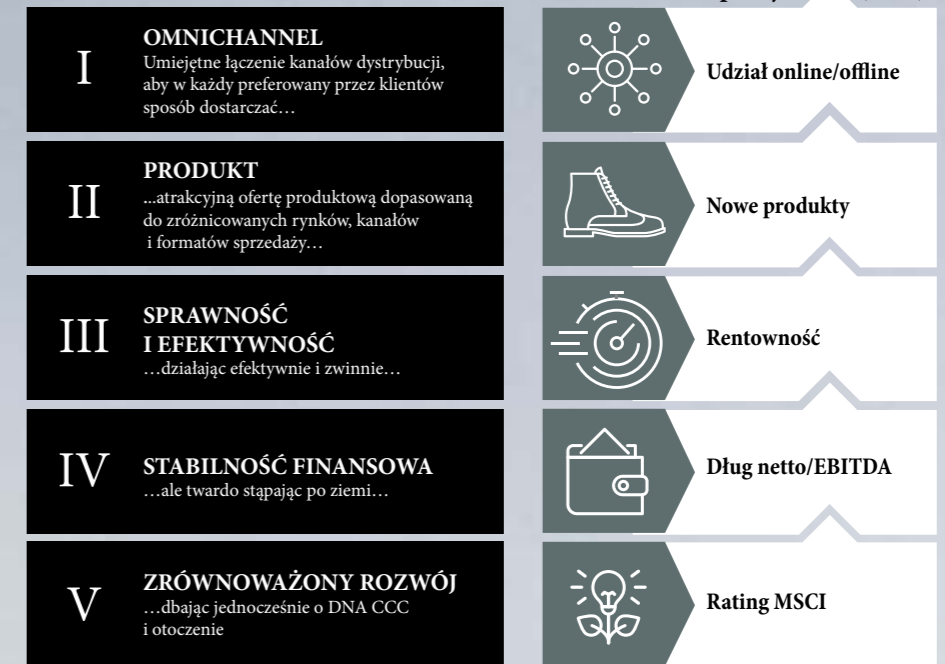 I
OMNICHANNEL
Umiejętne łączenie kanałów dystrybucji,
aby w każdy preferowany przez klientów
sposób dostarczać…
Udział online/offline
II
PRODUKT
...atrakcyjną ofertę produktową dopasowaną
do zróżnicowanych rynków, kanałów
i formatów sprzedaży…
Nowe produkty
III
SPRAWNOŚĆ
I EFEKTYWNOŚĆ
…działając efektywnie i zwinnie…
Rentowność
IV
STABILNOŚĆ FINANSOWA
…ale twardo stąpając po ziemi…
Dług netto/EBITDA
V
ZRÓWNOWAŻONY ROZWÓJ
…dbając jednocześnie o DNA CCC
i otoczenie
Rating MSCI